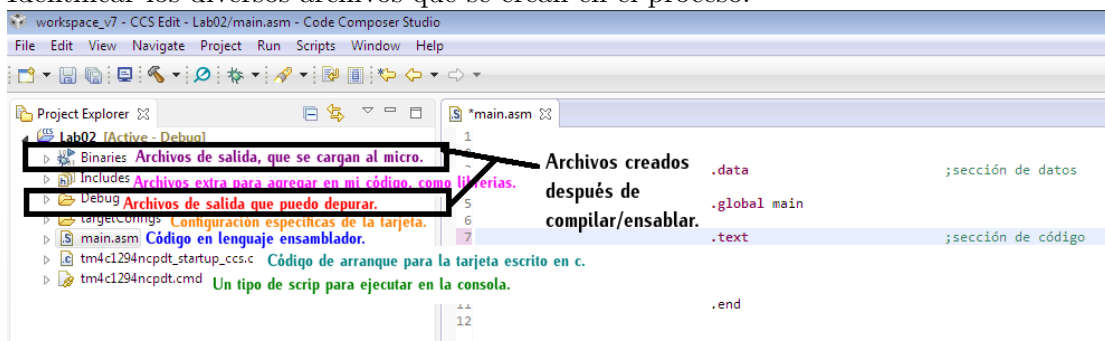 Identificar los diversos archivos que se crean en el proceso.
workspace_v7 - CCS Edit - Lab02/main.asm - Code Composer Studio
File Edit View Navigate Project Run Scripts Window Help
Project Explorer
*main.asm
Lab02 [Active - Debug]
Binaries Archivos de salida, que se cargan al micro.
Includes Archivos extra para agregar en mi código, como librerias.
Debug Archivos de salida que puedo depurar.
targetConfigs Configuración especificas de la tarjeta.
main.asm Código en lenguaje ensamblador.
tm4c1294ncpdt_startup_ccs.c Código de arranque para la tarjeta escrito en c.
tm4c1294ncpdt.cmd Un tipo de scrip para ejecutar en la consola.
Archivos creados
después de
compilar/ensablar.
1
.data ;sección de datos
5 .global main
6
7 .text ;sección de código
11 .end
12